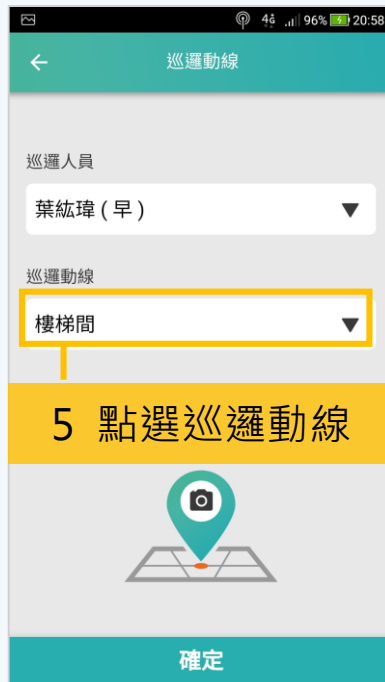 4G 96% 20:58
巡邏動線
巡邏人員
葉紘瑋 ( 早 )
巡邏動線
樓梯間
5 點選巡邏動線
確定